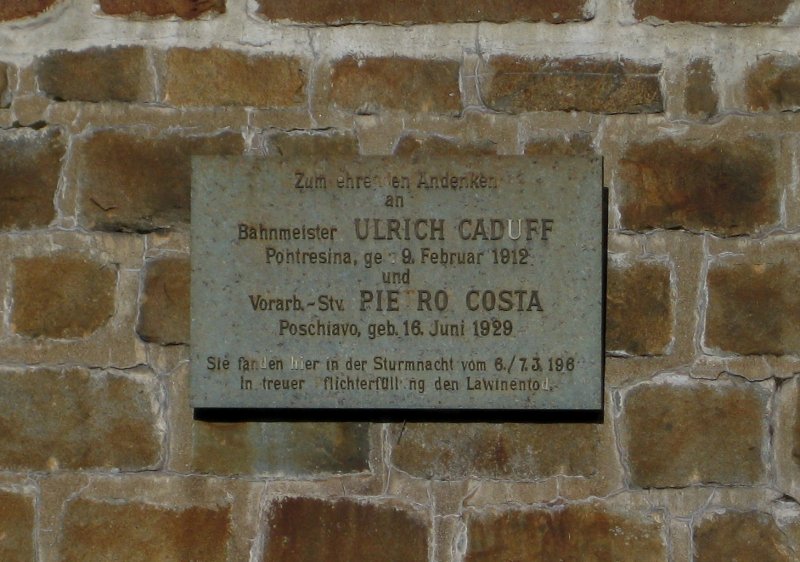 Zum ehrenden Andenken
an
Bahnmeister ULRICH CADUFF
Pontresina, 9. Februar 1912
und
Vorarb.-Stv. PIETRO COSTA
Poschiavo, geb. 16. Juni 1929
Sie fanden hier in der Sturmnacht vom 6./7.3.
In treuer Pflichterfüllung den Lawinentod.